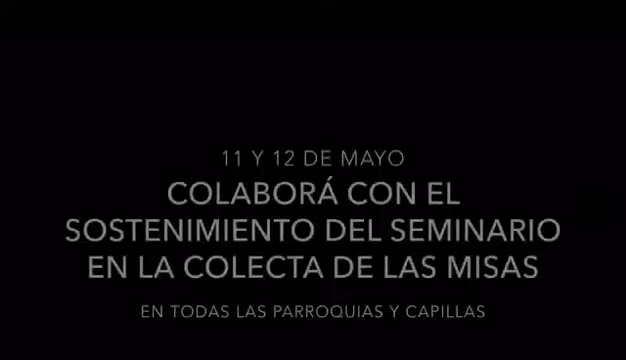 11 Y 12 DE MAYO
COLABORÁ CON EL
SOSTENIMIENTO DEL SEMINARIO
EN LA COLECTA DE LAS MISAS
EN TODAS LAS PARROQUIAS Y CAPILLAS